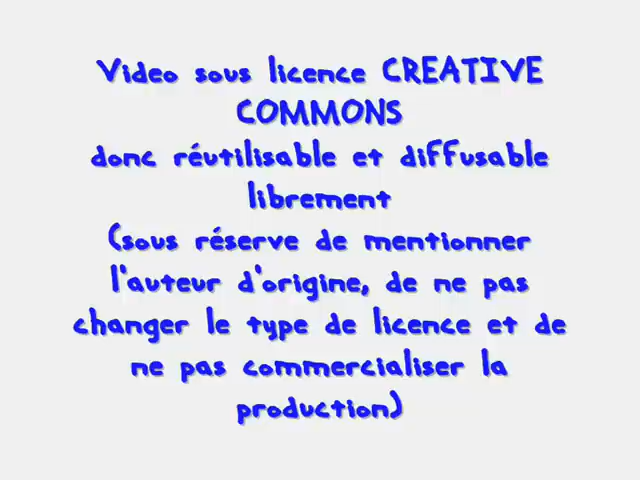 Video sous licence CREATIVE
COMMONS
donc réutilisable et diffusable
librement
(sous réserve de mentionner
l'auteur d'origine, de ne pas
changer le type de licence et de
ne pas commercialiser la
production)